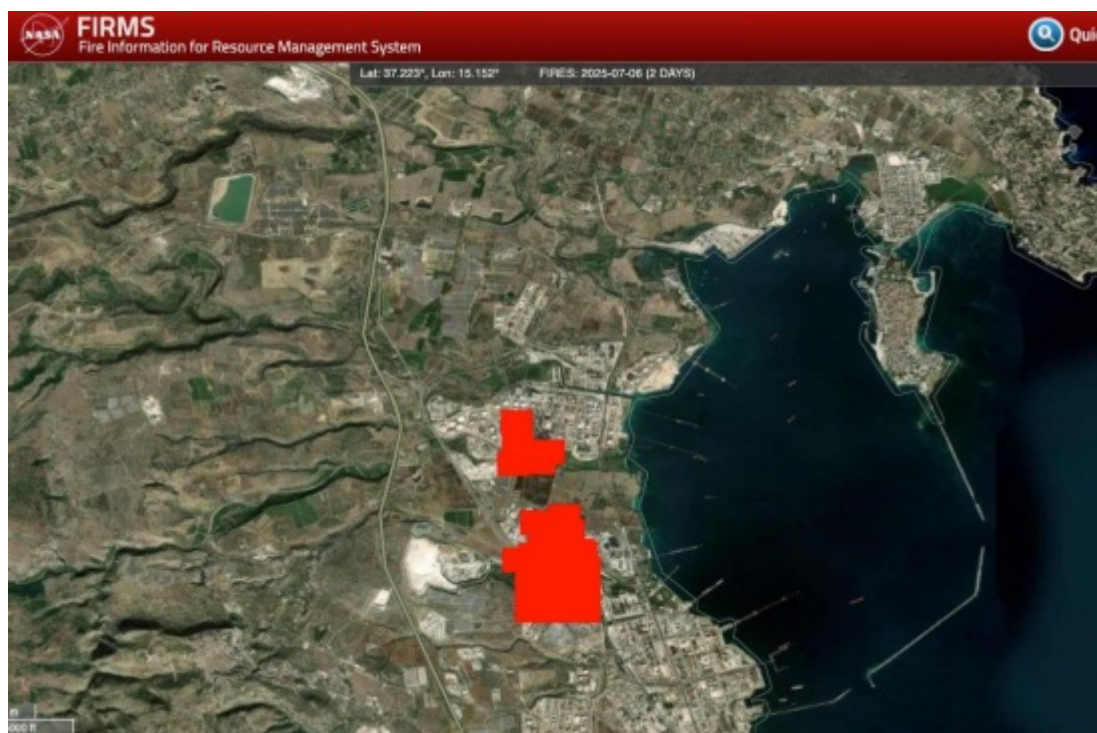 NASA
FIRMS
Fire Information for Resource Management System
Lat: 37.223°, Lon: 15.152° FIRES: 2025-07-06 (2 DAYS)